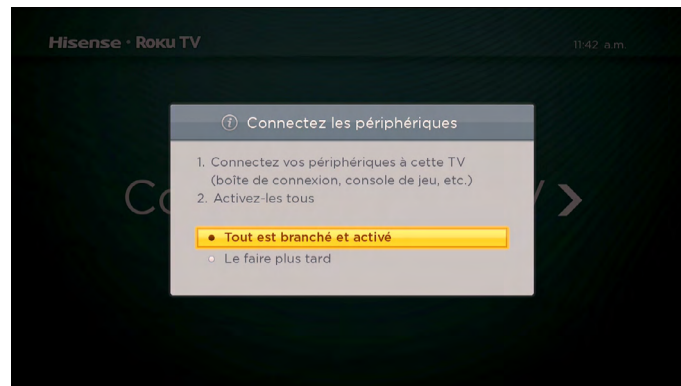 Hisense · Roku TV
11:42 a.m.
Connectez les périphériques
1. Connectez vos périphériques à cette TV
(boîte de connexion, console de jeu, etc.)
2. Activez-les tous
Tout est branché et activé
Le faire plus tard